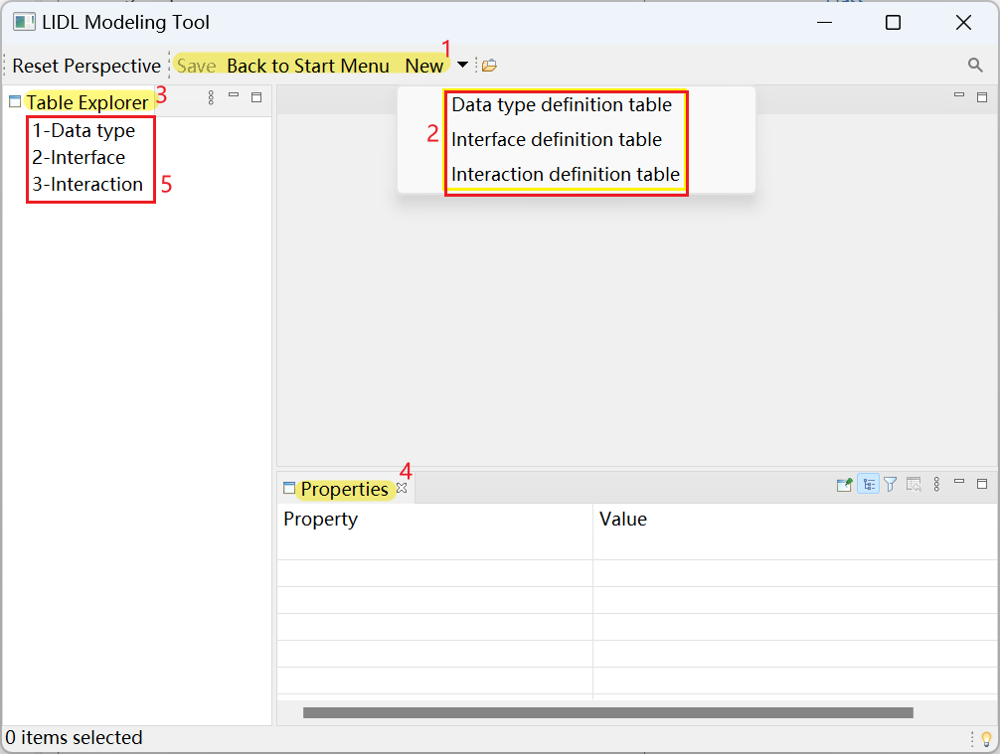 LIDL Modeling Tool
Reset Perspective Save Back to Start Menu New 1
Table Explorer 3
1-Data type
2-Interface
3-Interaction 5
2
Data type definition table
Interface definition table
Interaction definition table
Properties 4
Property Value
0 items selected